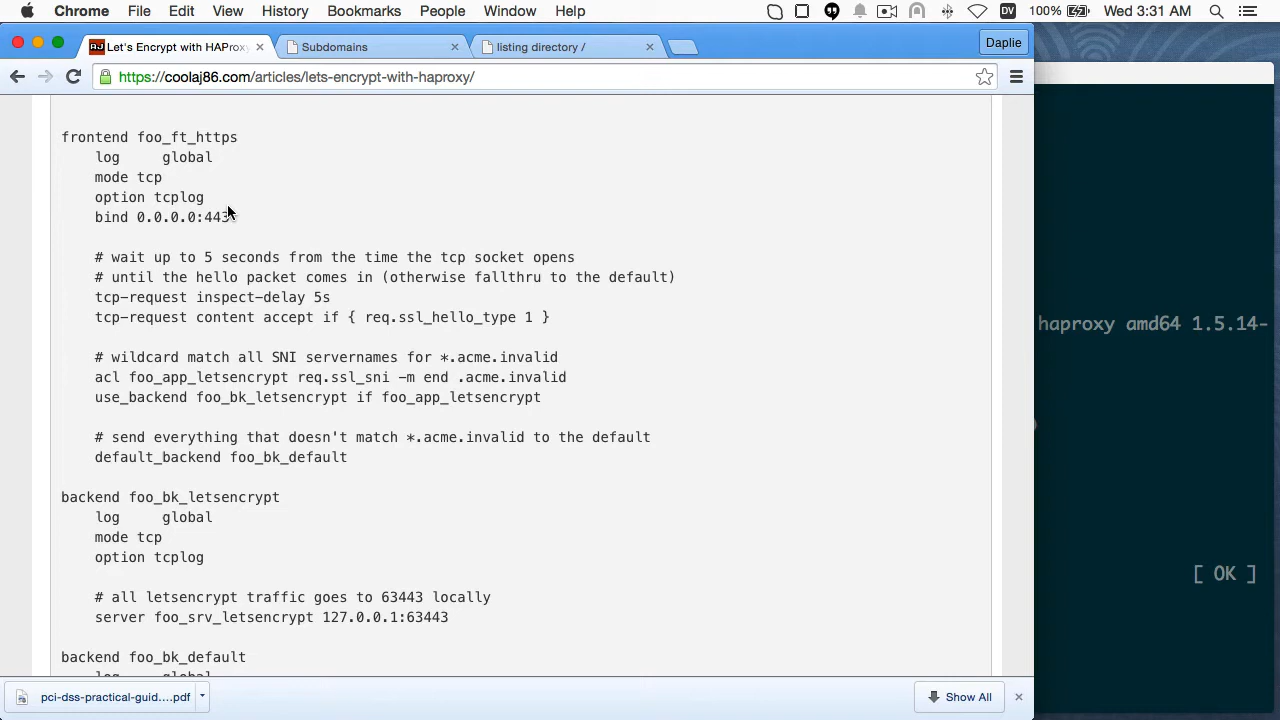 Chrome File Edit View History Bookmarks People Window Help
DV 100% Wed 3:31 AM
Let's Encrypt with HAProxy
Subdomains
listing directory /
Daplie
https://coolaj86.com/articles/lets-encrypt-with-haproxy/
frontend foo_ft_https
log global
mode tcp
option tcplog
bind 0.0.0.0:443
# wait up to 5 seconds from the time the tcp socket opens
# until the hello packet comes in (otherwise fallthru to the default)
tcp-request inspect-delay 5s
tcp-request content accept if { req.ssl_hello_type 1 }
# wildcard match all SNI servernames for *.acme.invalid
acl foo_app_letsencrypt req.ssl_sni -m end .acme.invalid
use_backend foo_bk_letsencrypt if foo_app_letsencrypt
# send everything that doesn't match *.acme.invalid to the default
default_backend foo_bk_default
backend foo_bk_letsencrypt
log global
mode tcp
option tcplog
# all letsencrypt traffic goes to 63443 locally
server foo_srv_letsencrypt 127.0.0.1:63443
backend foo_bk_default
log global
haproxy amd64 1.5.14-
[ OK ]
pci-dss-practical-guid....pdf
Show All